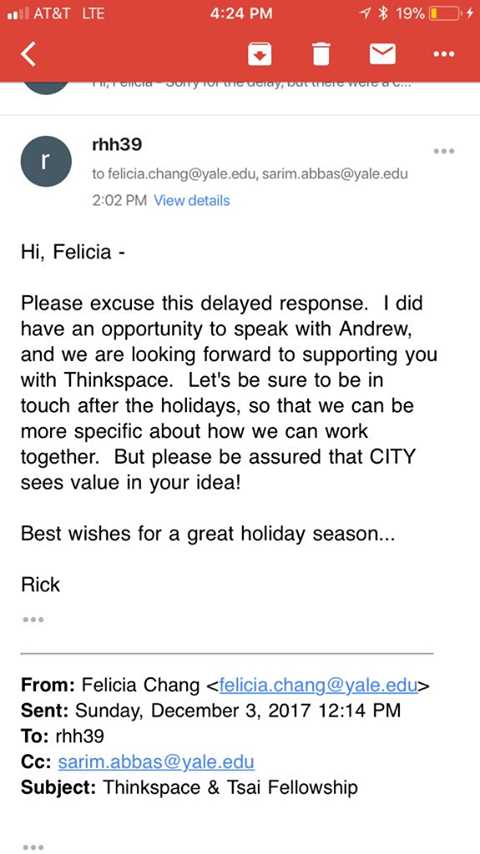 AT&T LTE 4:24 PM 19%
Hi, Felicia - Sorry for the delay, but there were a c...
rhh39
r
to felicia.chang@yale.edu, sarim.abbas@yale.edu
2:02 PM View details
Hi, Felicia -
Please excuse this delayed response. I did
have an opportunity to speak with Andrew,
and we are looking forward to supporting you
with Thinkspace. Let's be sure to be in
touch after the holidays, so that we can be
more specific about how we can work
together. But please be assured that CITY
sees value in your idea!
Best wishes for a great holiday season...
Rick
From: Felicia Chang <felicia.chang@yale.edu>
Sent: Sunday, December 3, 2017 12:14 PM
To: rhh39
Cc: sarim.abbas@yale.edu
Subject: Thinkspace & Tsai Fellowship